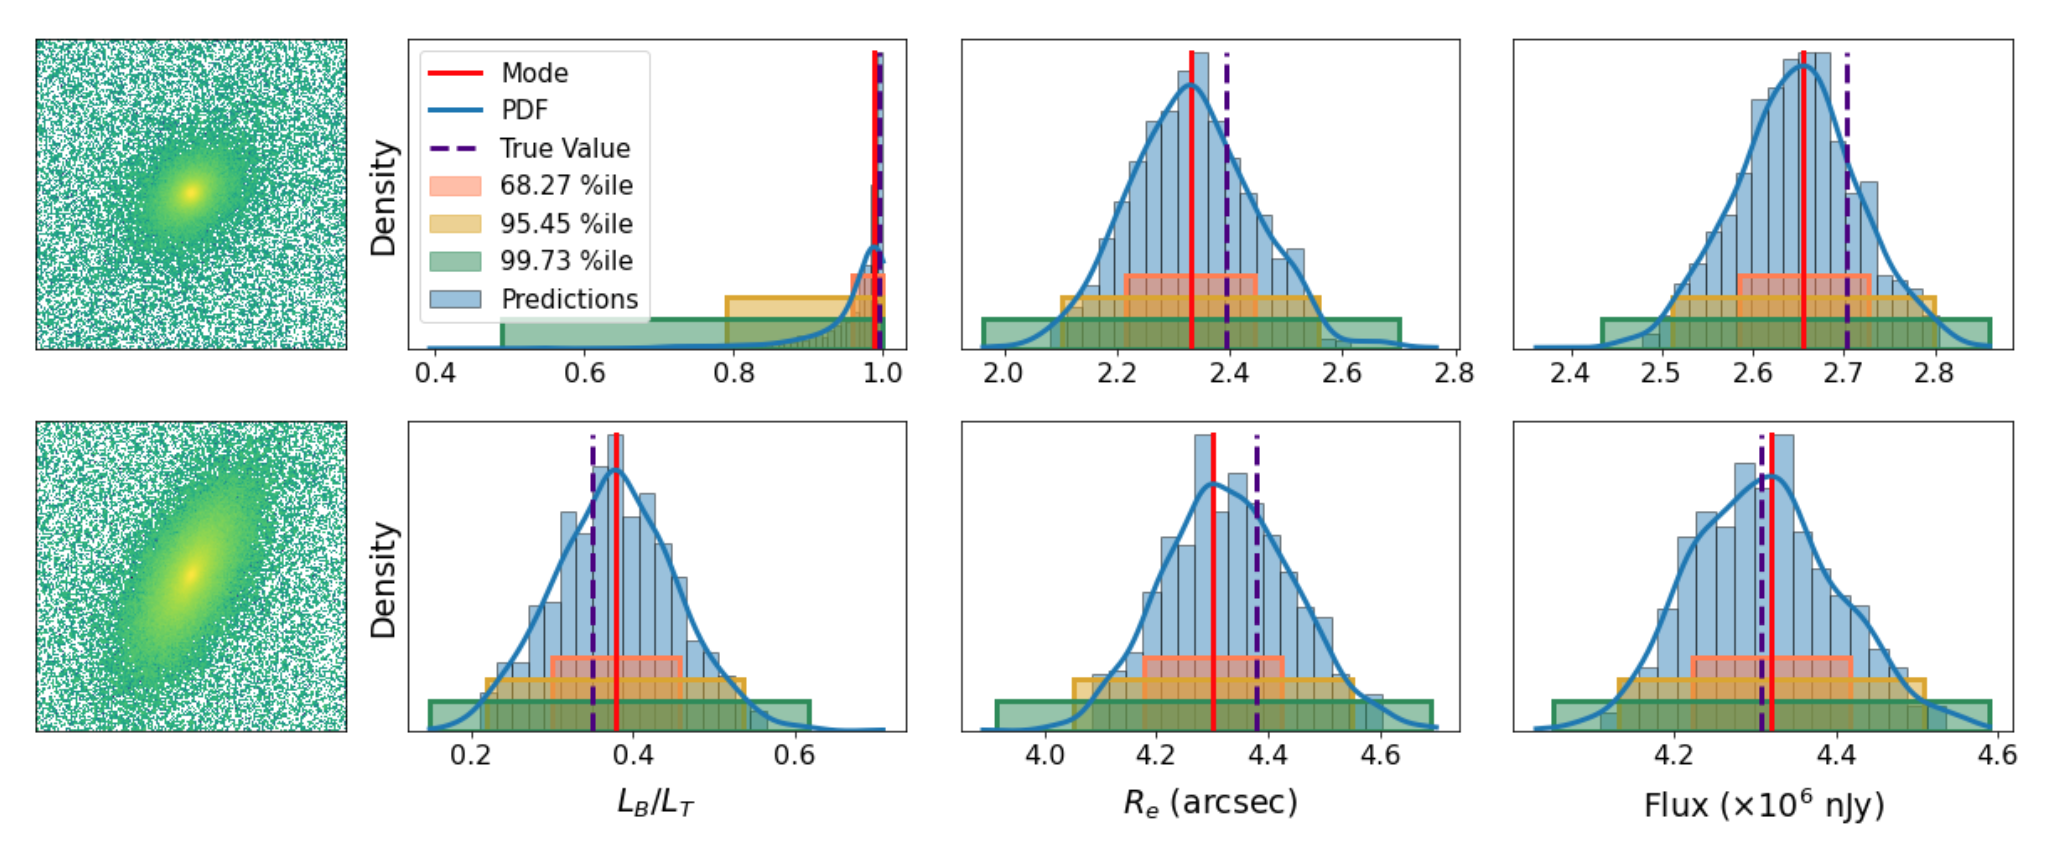 Density
Mode
PDF
True Value
68.27 %ile
95.45 %ile
99.73 %ile
Predictions
0.4 0.6 0.8 1.0
2.0 2.2 2.4 2.6 2.8
2.4 2.5 2.6 2.7 2.8
Density
0.2 0.4 0.6
4.0 4.2 4.4 4.6
4.2 4.4 4.6
L_B/L_T
R_e (arcsec)
Flux (×10⁶ nJy)